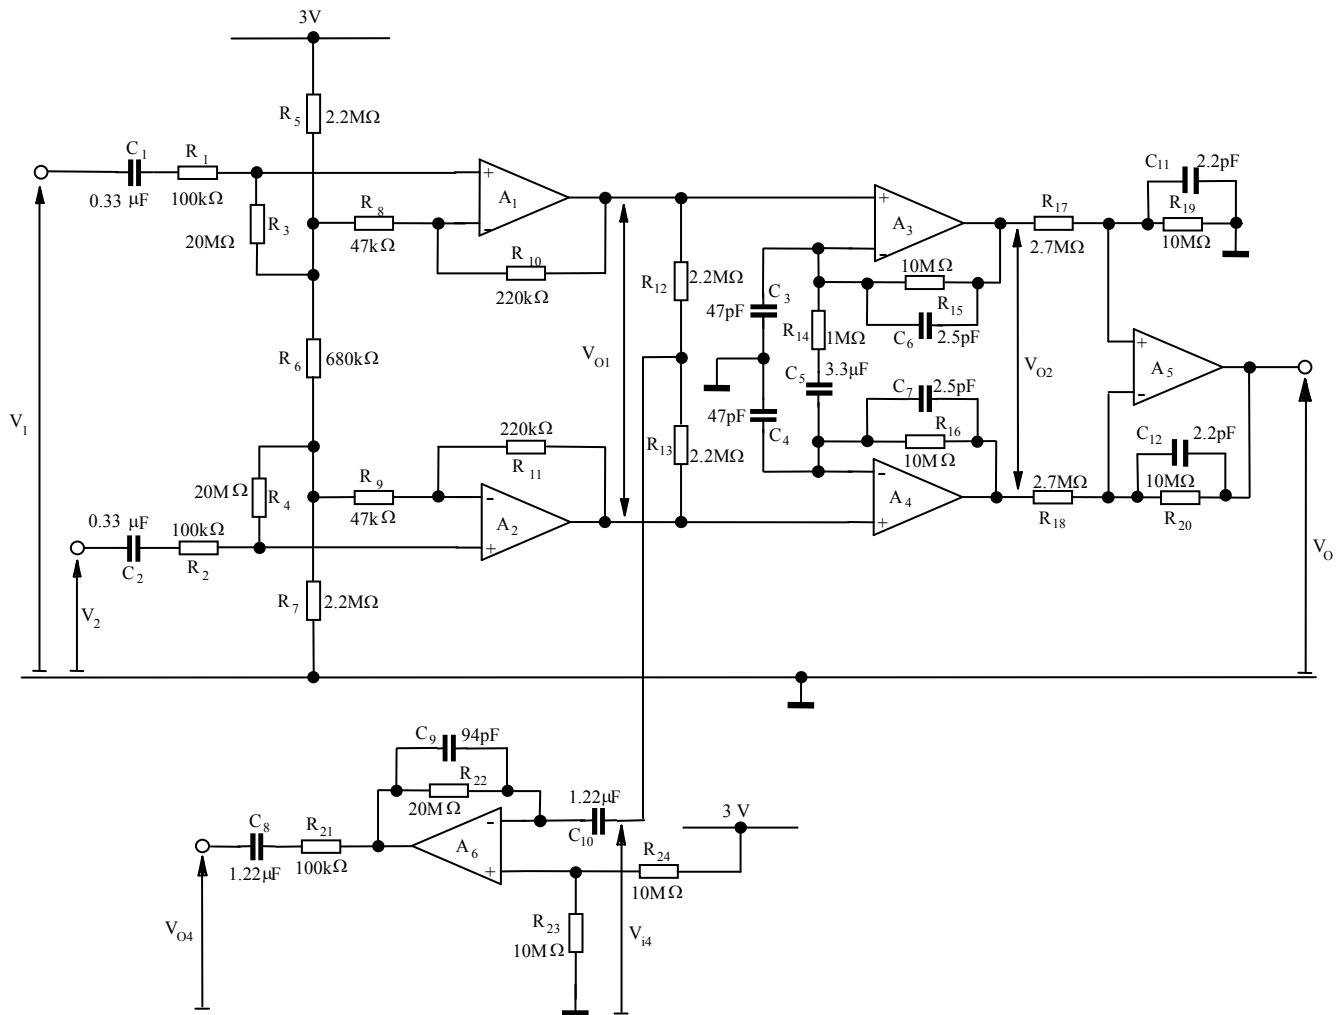 3V
R5
2.2MΩ
C1
R1
0.33 μF
100kΩ
R3
20MΩ
R8
47kΩ
+
-
A1
R10
220kΩ
R12
2.2MΩ
C3
47pF
+
-
A3
10MΩ
R15
R14
1MΩ
C6
2.5pF
R17
2.7MΩ
C11
2.2pF
R19
10MΩ
VO1
VO2
R6
680kΩ
C5
3.3μF
C7
2.5pF
47pF
C4
R16
10MΩ
+
-
A5
V1
220kΩ
R11
R13
2.2MΩ
20MΩ
R4
R9
47kΩ
-
+
A2
-
+
A4
2.7MΩ
R18
C12
2.2pF
10MΩ
R20
0.33 μF
100kΩ
C2
R2
V2
R7
2.2MΩ
VO
C9
94pF
R22
20MΩ
C8
R21
1.22μF
100kΩ
-
+
A6
1.22μF
C10
3 V
R24
10MΩ
R23
10MΩ
VO4
Vi4